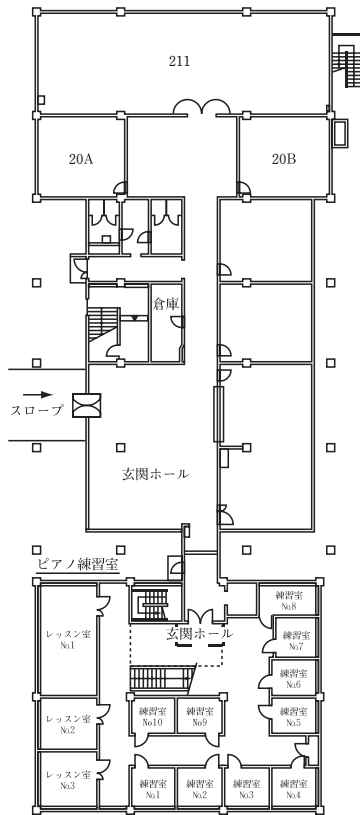 211
20A
20B
倉庫
スロープ
玄関ホール
ピアノ練習室
練習室
No.8
レッスン室
No.1
玄関ホール
練習室
No.7
練習室
No.6
レッスン室
No.2
練習室
No10
練習室
No9
練習室
No.5
レッスン室
No.3
練習室
No.1
練習室
No.2
練習室
No.3
練習室
No.4